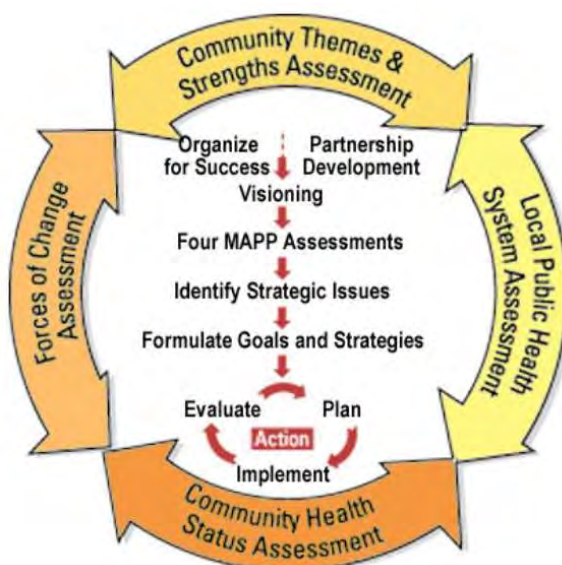 Community Themes &
Strengths Assessment
Organize
for Success
Partnership
Development
Visioning
Four MAPP Assessments
Identify Strategic Issues
Formulate Goals and Strategies
Evaluate
Plan
Action
Implement
Forces of Change
Assessment
Local Public Health
System Assessment
Community Health
Status Assessment